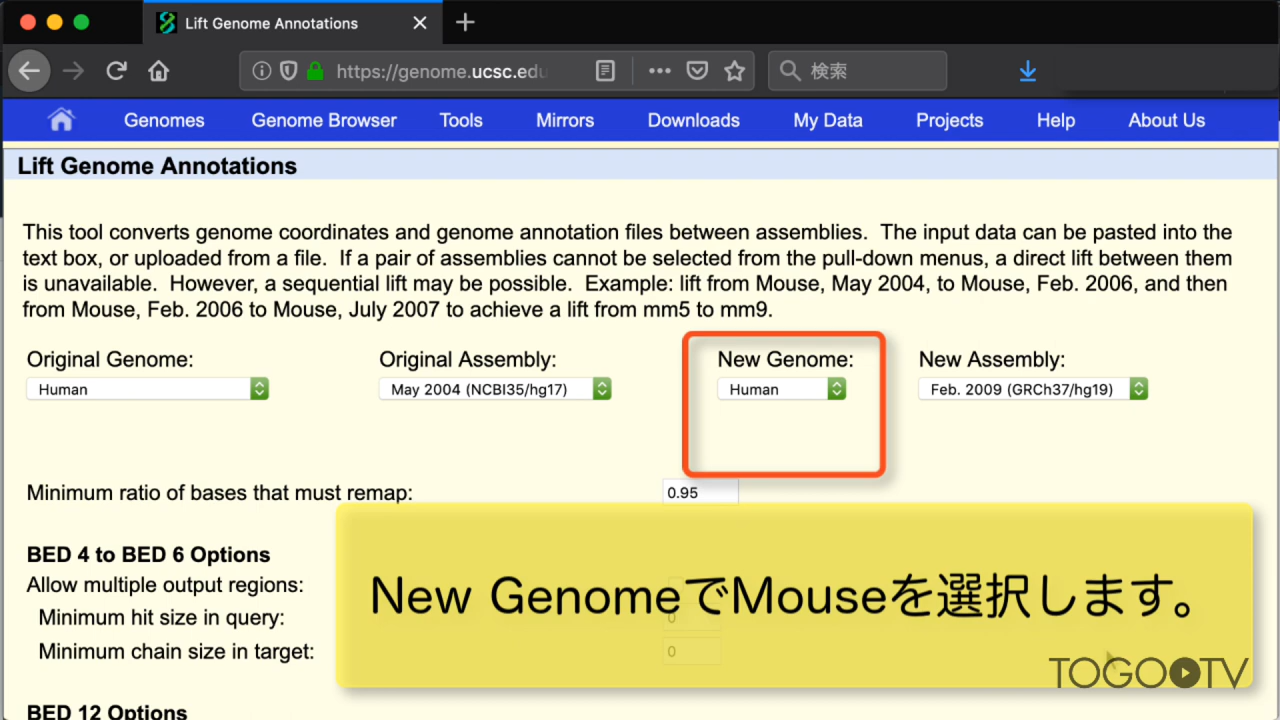 Lift Genome Annotations
https://genome.ucsc.edu
検索
Genomes Genome Browser Tools Mirrors Downloads My Data Projects Help About Us
Lift Genome Annotations
This tool converts genome coordinates and genome annotation files between assemblies. The input data can be pasted into the
text box, or uploaded from a file. If a pair of assemblies cannot be selected from the pull-down menus, a direct lift between them
is unavailable. However, a sequential lift may be possible. Example: lift from Mouse, May 2004, to Mouse, Feb. 2006, and then
from Mouse, Feb. 2006 to Mouse, July 2007 to achieve a lift from mm5 to mm9.
Original Genome: Original Assembly: New Genome: New Assembly:
Human May 2004 (NCBI35/hg17) Human Feb. 2009 (GRCh37/hg19)
Minimum ratio of bases that must remap: 0.95
BED 4 to BED 6 Options
Allow multiple output regions:
Minimum hit size in query: 0
Minimum chain size in target: 0
New GenomeでMouseを選択します。
TOGOTV
BED 12 Options